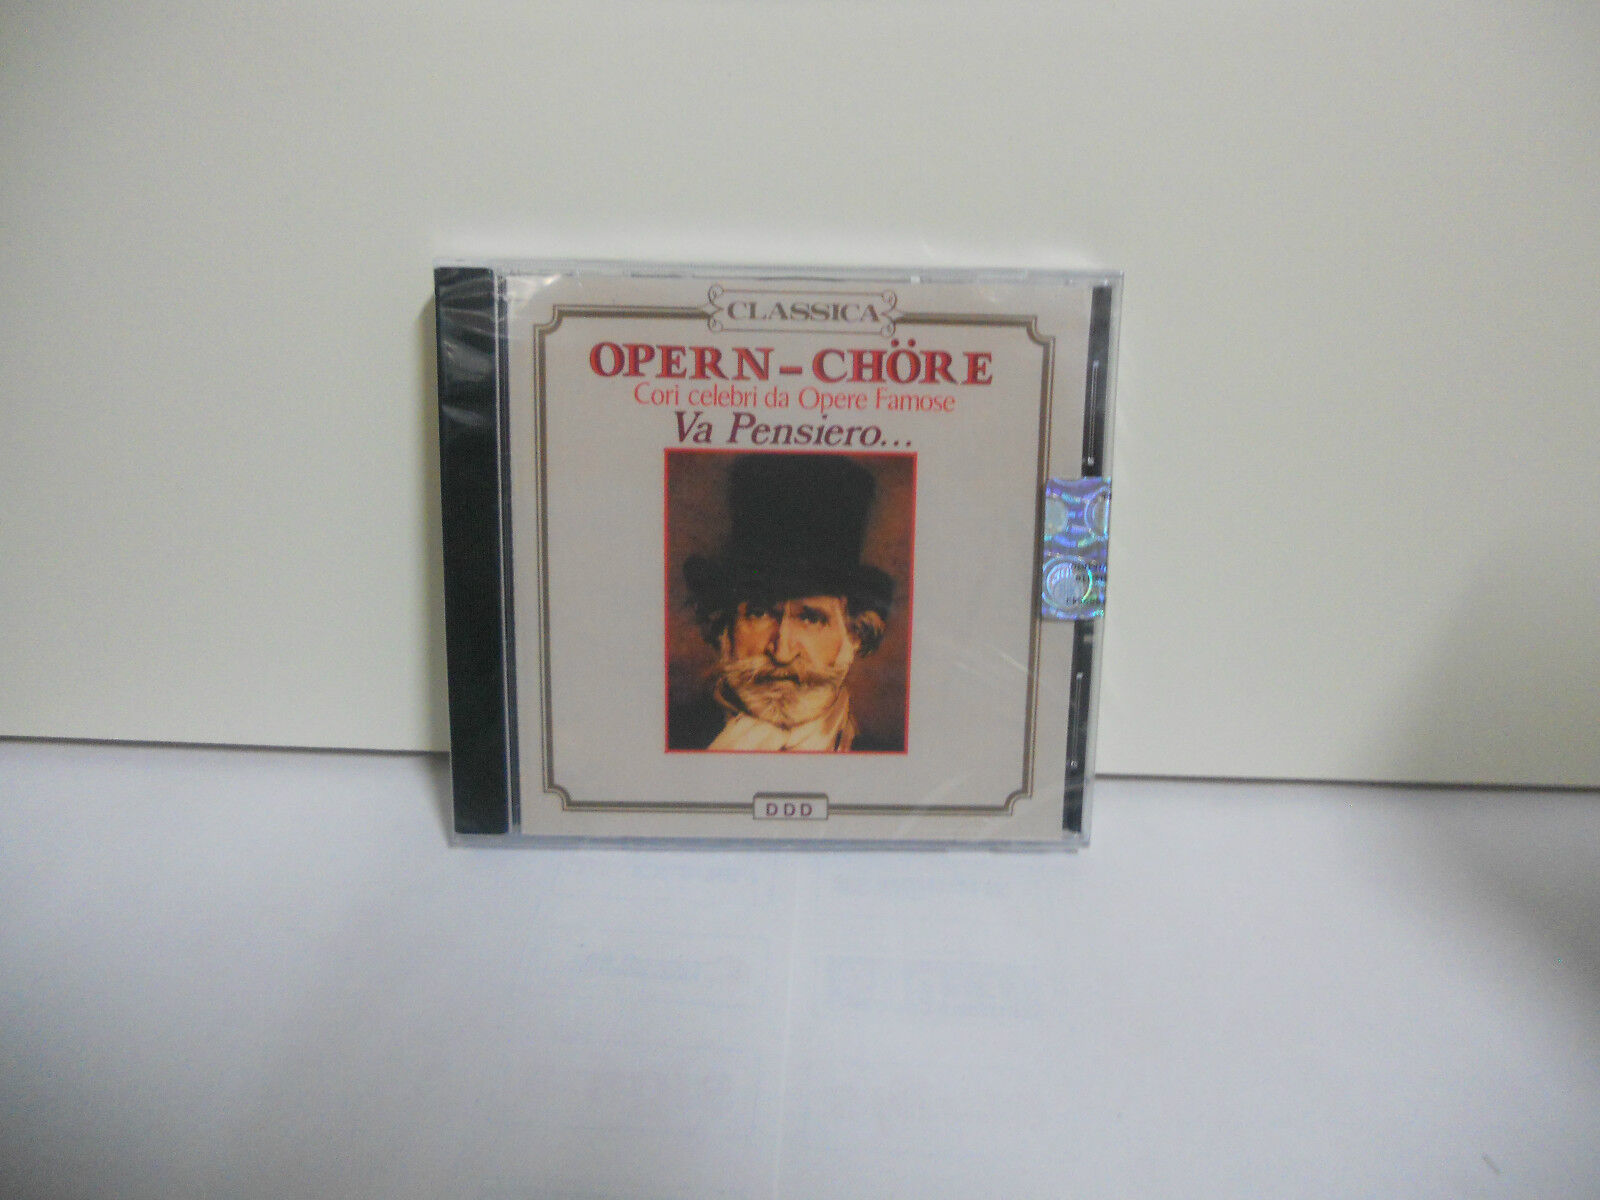 CLASSICA
OPERN-CHÖRE
Cori celebri da Opere Famose
Va Pensiero...
DDD